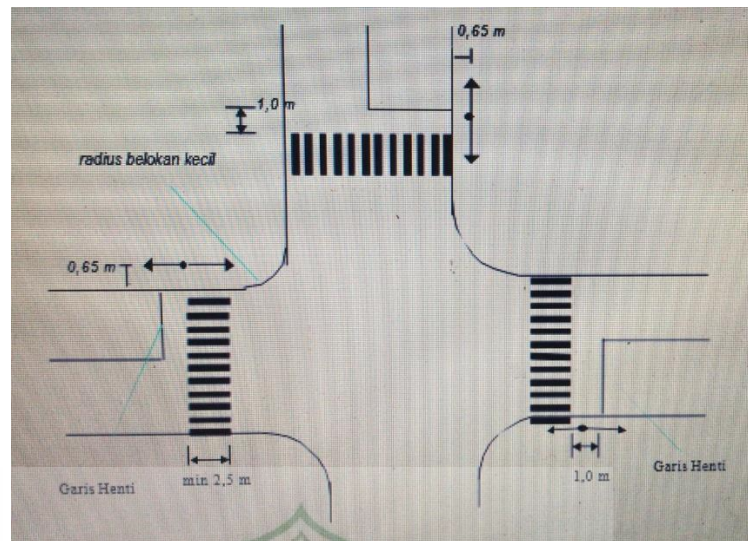 0,65 m
1,0 m
radius belokan kecil
0,65 m
Garis Henti
min 2,5 m
1,0 m
Garis Henti